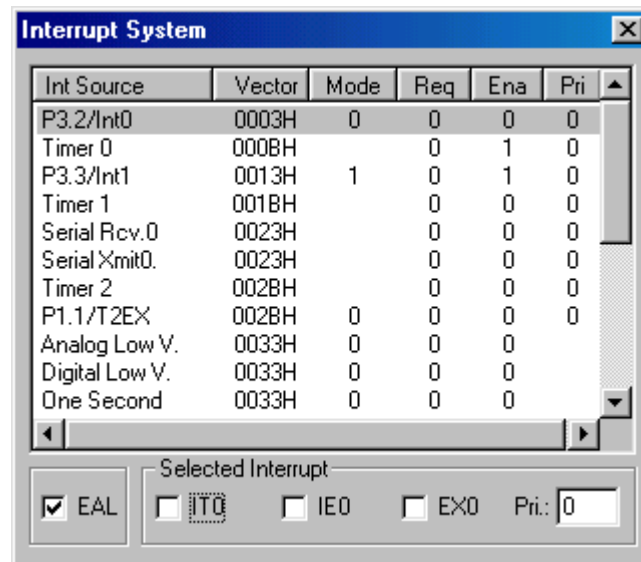 Interrupt System
Int Source Vector Mode Req Ena Pri
P3.2/Int0 0003H 0 0 0 0
Timer 0 000BH 0 1 0
P3.3/Int1 0013H 1 0 1 0
Timer 1 001BH 0 0 0
Serial Rcv.0 0023H 0 0 0
Serial Xmit0. 0023H 0 0 0
Timer 2 002BH 0 0 0
P1.1/T2EX 002BH 0 0 0 0
Analog Low V. 0033H 0 0 0
Digital Low V. 0033H 0 0 0
One Second 0033H 0 0 0
Selected Interrupt
EAL IT0 IE0 EX0 Pri.: 0